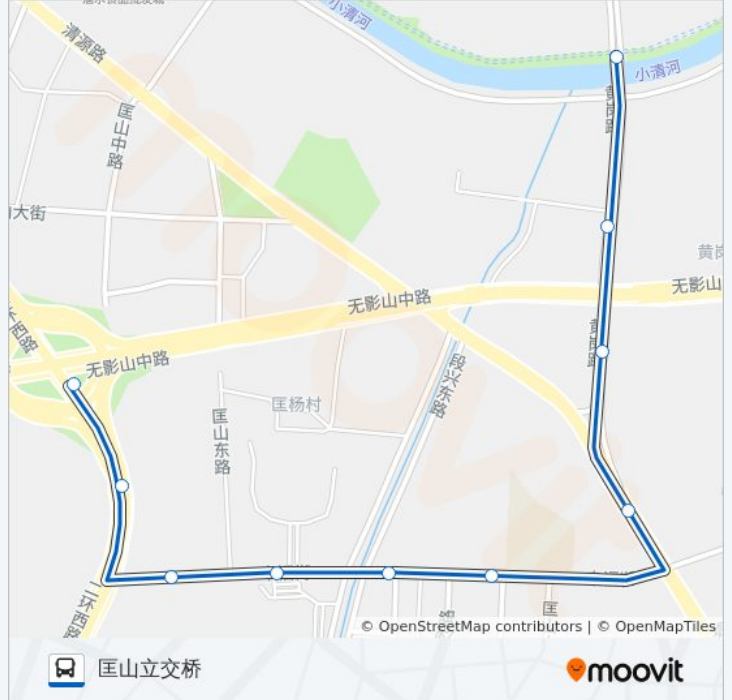 小清河
清源路
小清河
黄岗路
匡山中路
大街
黄岗
无影山
无影山中路
黄岗路
无影山中路
段兴东路
匡杨村
匡山东路
二环西路
匡
© OpenStreetMap contributors | © OpenMapTiles
匡山立交桥
moovit